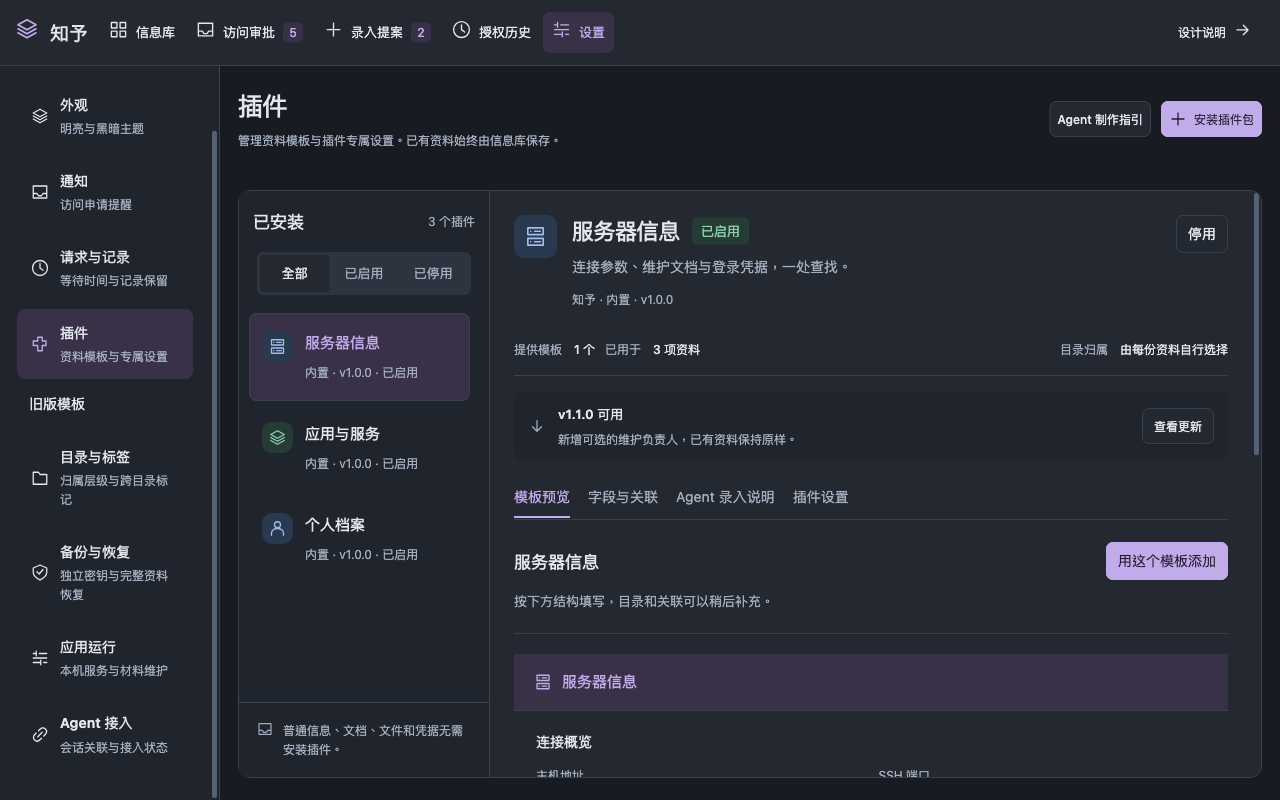 知予
信息库
访问审批 5
录入提案 2
授权历史
设置
设计说明
外观
明亮与黑暗主题
通知
访问申请提醒
请求与记录
等待时间与记录保留
插件
资料模板与专属设置
旧版模板
目录与标签
归属层级与跨目录标
记
备份与恢复
独立密钥与完整资料
恢复
应用运行
本机服务与材料维护
Agent 接入
会话关联与接入状态
插件
管理资料模板与插件专属设置。已有资料始终由信息库保存。
Agent 制作指引
安装插件包
已安装
3 个插件
全部
已启用
已停用
服务器信息
内置 · v1.0.0 · 已启用
应用与服务
内置 · v1.0.0 · 已启用
个人档案
内置 · v1.0.0 · 已启用
普通信息、文档、文件和凭据无需
安装插件。
服务器信息
已启用
停用
连接参数、维护文档与登录凭据，一处查找。
知予 · 内置 · v1.0.0
提供模板 1 个 已用于 3 项资料
目录归属 由每份资料自行选择
v1.1.0 可用
新增可选的维护负责人，已有资料保持原样。
查看更新
模板预览
字段与关联
Agent 录入说明
插件设置
服务器信息
用这个模板添加
按下方结构填写，目录和关联可以稍后补充。
服务器信息
连接概览
主机地址
SSH 端口